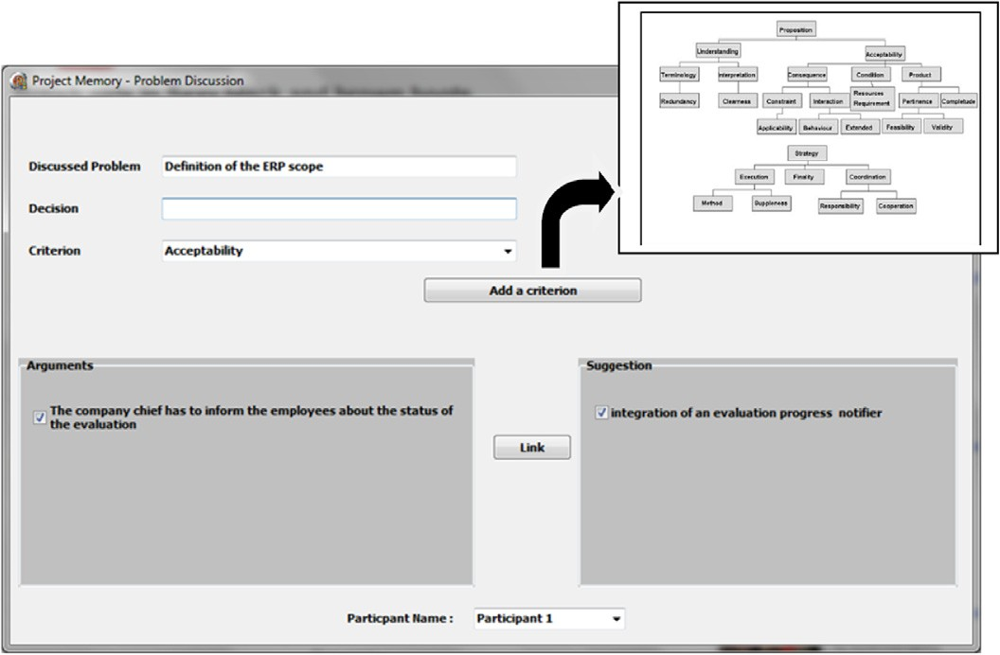 Project Memory - Problem Discussion
Proposition
Understanding
Acceptability
Terminology
Interpretation
Consequence
Condition
Product
Redundancy
Clearness
Constraint
Interaction
Resources
Requirement
Pertinence
Completude
Applicability
Behaviour
Extended
Feasibility
Validity
Strategy
Execution
Finality
Coordination
Method
Suppleness
Responsibility
Cooperation
Discussed Problem
Definition of the ERP scope
Decision
Criterion
Acceptability
Add a criterion
Arguments
The company chief has to inform the employees about the status of
the evaluation
Link
Suggestion
integration of an evaluation progress notifier
Particpant Name :
Participant 1